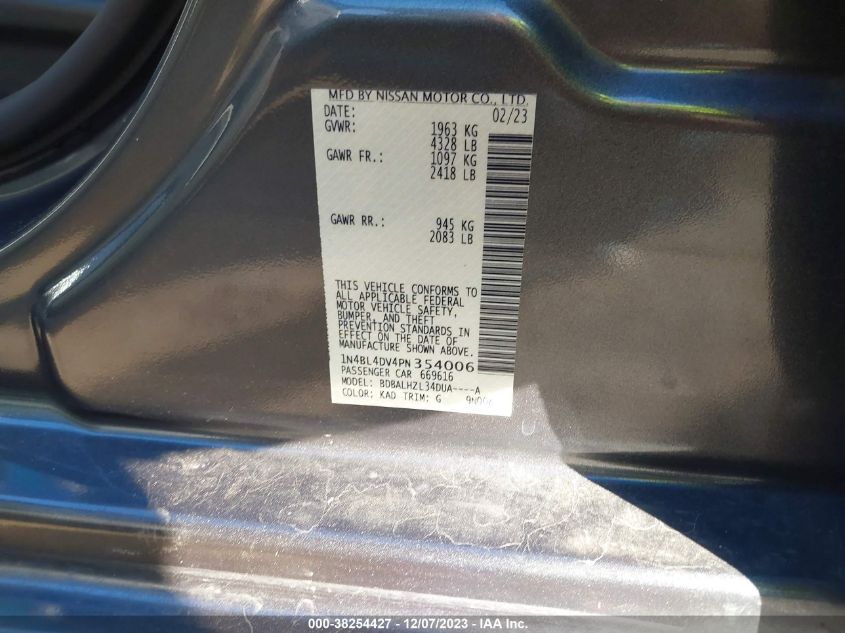 MFD BY NISSAN MOTOR CO., LTD.
DATE: 02/23
GVWR: 1963 KG
4328 LB
GAWR FR.: 1097 KG
2418 LB
GAWR RR.: 945 KG
2083 LB
THIS VEHICLE CONFORMS TO
ALL APPLICABLE FEDERAL
MOTOR VEHICLE SAFETY,
BUMPER, AND THEFT
PREVENTION STANDARDS IN
EFFECT ON THE DATE OF
MANUFACTURE SHOWN ABOVE.
1N4BL4DV4PN354006
PASSENGER CAR 669616
MODEL: BDBALHZL34DUA----A
COLOR: KAD TRIM: G
000-38254427 - 12/07/2023 - IAA Inc.